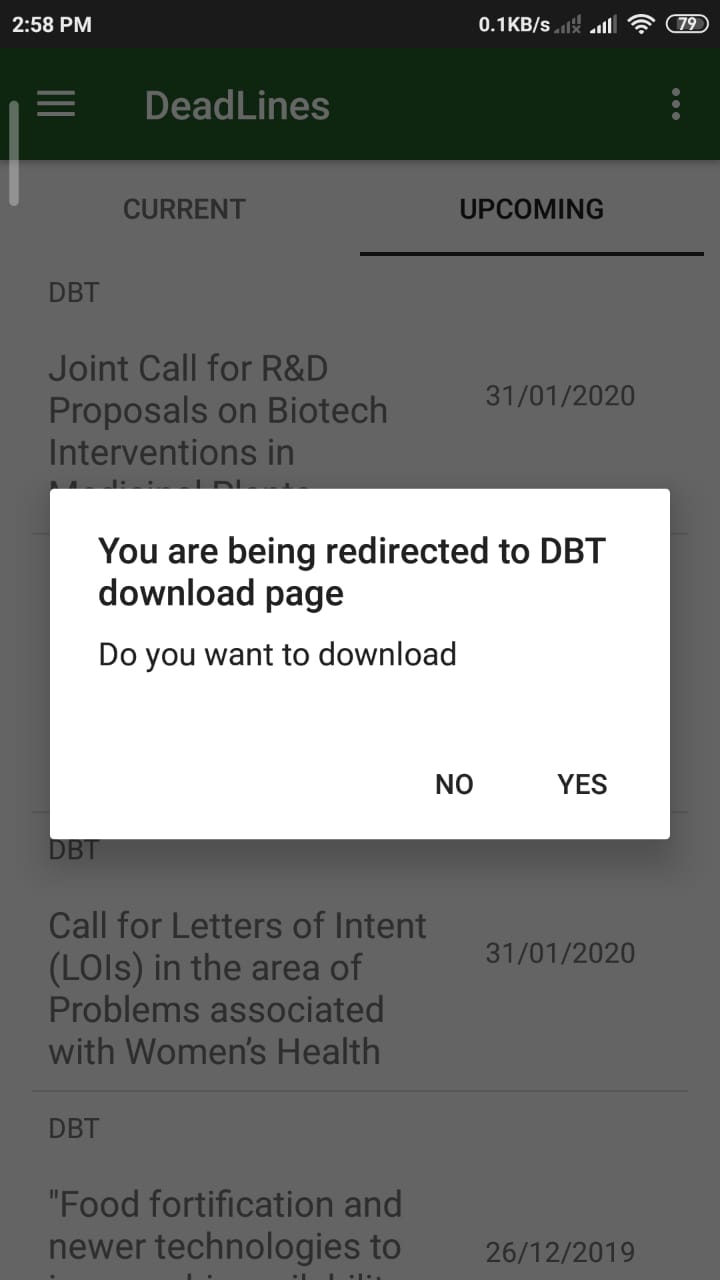 2:58 PM
0.1KB/s
79
DeadLines
CURRENT
UPCOMING
DBT
Joint Call for R&D
Proposals on Biotech
Interventions in
31/01/2020
You are being redirected to DBT
download page
Do you want to download
NO
YES
DBT
Call for Letters of Intent
(LOIs) in the area of
Problems associated
with Women’s Health
31/01/2020
DBT
"Food fortification and
newer technologies to
26/12/2019